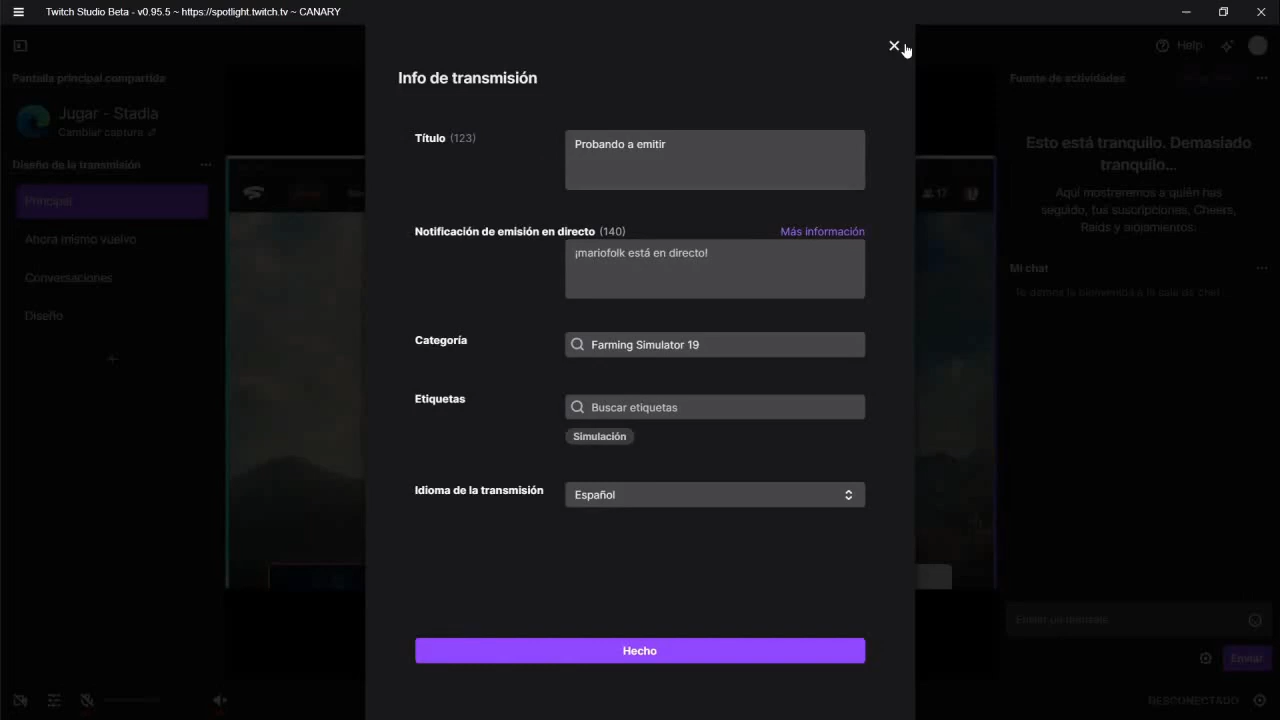 Twitch Studio Beta - v0.95.5 ~ https://spotlight.twitch.tv ~ CANARY
Help
Pantalla principal compartida
Jugar - Stadia
Cambiar captura
Diseño de la transmisión
Principal
Ahora mismo vuelvo
Conversaciones
Diseño
17
Info de transmisión
Título (123)
Probando a emitir
Notificación de emisión en directo (140)
Más información
¡mariofolk está en directo!
Categoría
Farming Simulator 19
Etiquetas
Buscar etiquetas
Simulación
Idioma de la transmisión
Español
Hecho
Fuente de actividades
Esto está tranquilo. Demasiado
tranquilo...
Aquí mostraremos a quién has
seguido, tus suscripciones, Cheers,
Raids y alojamientos.
Mi chat
Te damos la bienvenida a la sala de chat
Enviar un mensaje
Enviar
DESCONECTADO